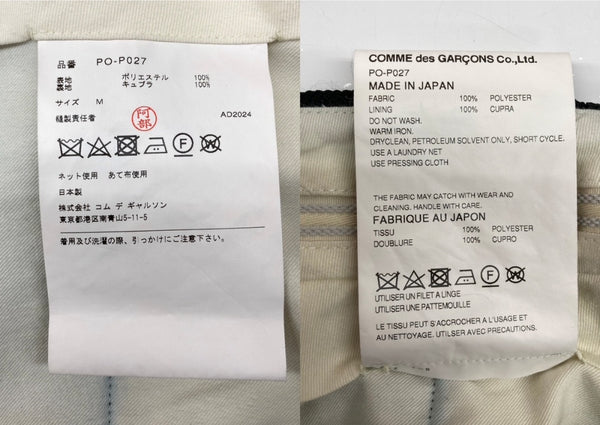 品番 PO-P027
表地 ポリエステル 100%
裏地 キュプラ 100%
サイズ M
縫製責任者 阿部 AD2024
ネット使用 あて布使用
日本製
株式会社 コム デ ギャルソン
東京都港区南青山5-11-5
着用及び洗濯の際、引っかけにご注意下さい。
COMME des GARÇONS Co.,Ltd.
PO-P027
MADE IN JAPAN
FABRIC 100% POLYESTER
LINING 100% CUPRA
DO NOT WASH.
WARM IRON.
DRYCLEAN, PETROLEUM SOLVENT ONLY, SHORT CYCLE.
USE A LAUNDRY NET
USE PRESSING CLOTH
THE FABRIC MAY CATCH WITH WEAR AND
CLEANING. HANDLE WITH CARE.
FABRIQUE AU JAPON
TISSU 100% POLYESTER
DOUBLURE 100% CUPRO
UTILISER UN FILET A LINGE
UTILISER UNE PATTEMOUILLE
LE TISSU PEUT S'ACCROCHER A L'USAGE ET
AU NETTOYAGE. UTILISER AVEC PRECAUTIONS.